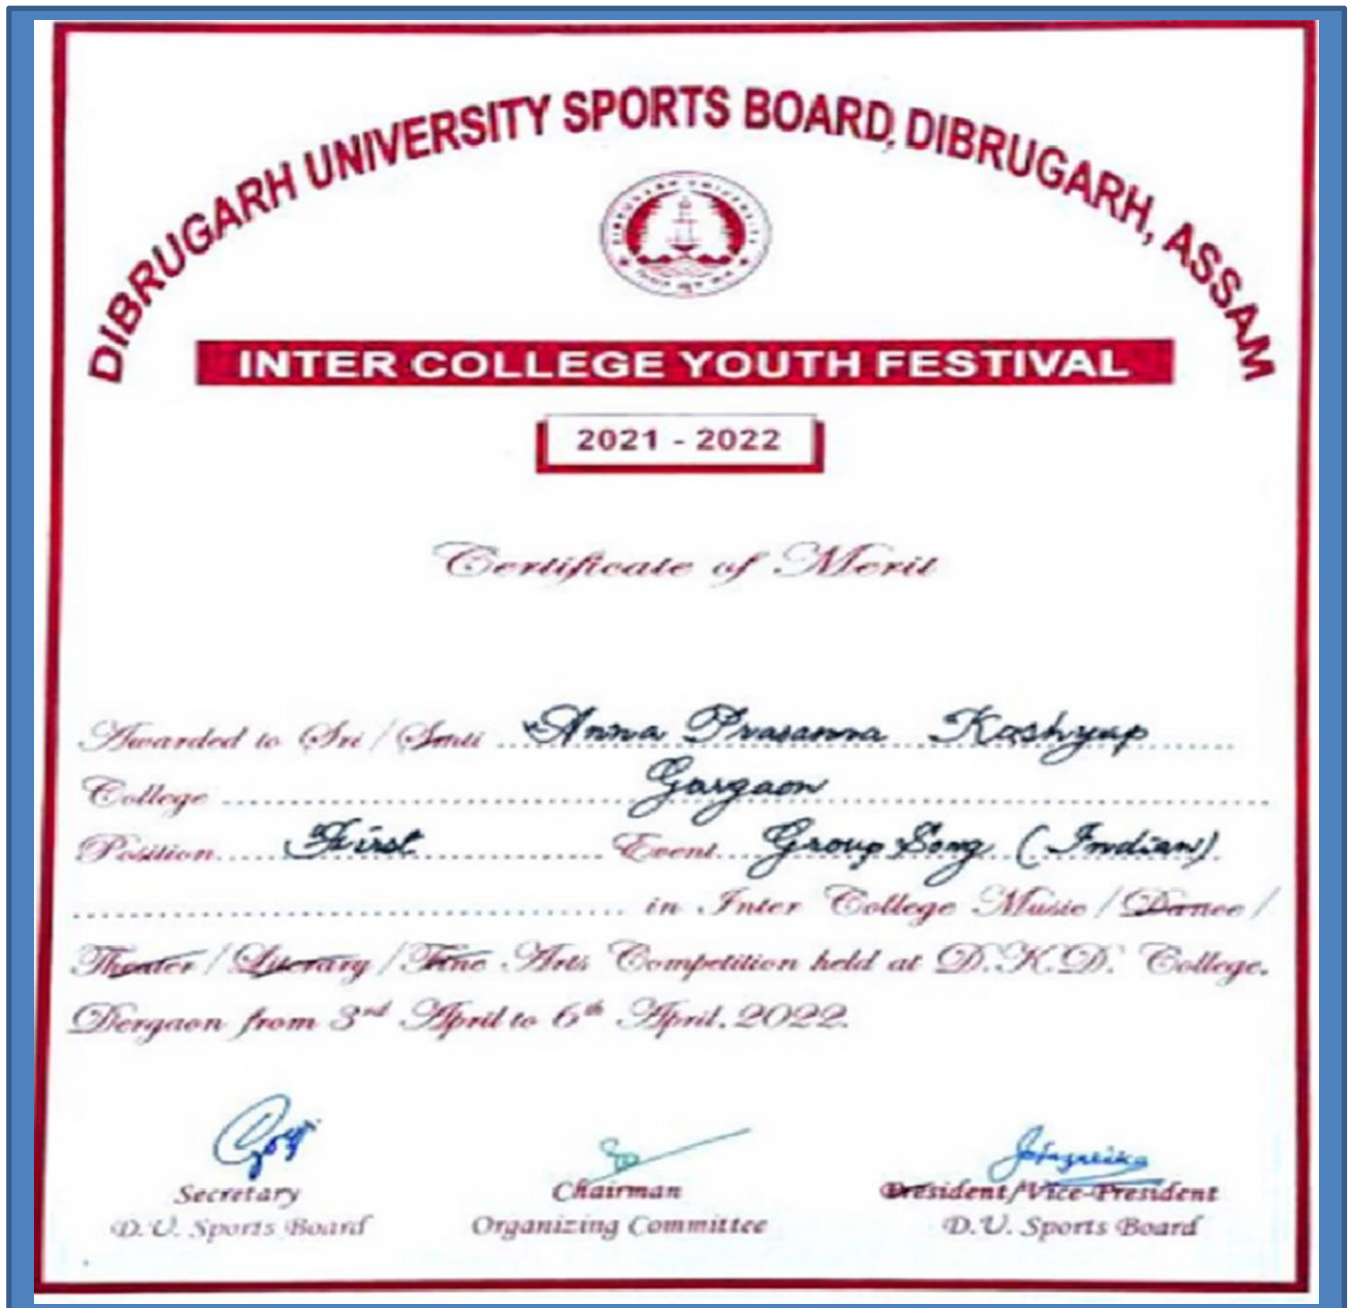 DIBRUGARH UNIVERSITY SPORTS BOARD, DIBRUGARH, ASSAM
DIBRUGARH UNIVERSITY
INTER COLLEGE YOUTH FESTIVAL
2021 - 2022
Certificate of Merit
Awarded to Sri / Smti Anna Prasanna Kashyap
College Gargaon
Position First Event Group Song (Indian)
in Inter College Music / Dance /
Theater / Literary / Fine Arts Competition held at D.K.D. College,
Dergaon from 3rd April to 6th April, 2022.
Secretary Chairman President/Vice-President
D.U. Sports Board Organizing Committee D.U. Sports Board